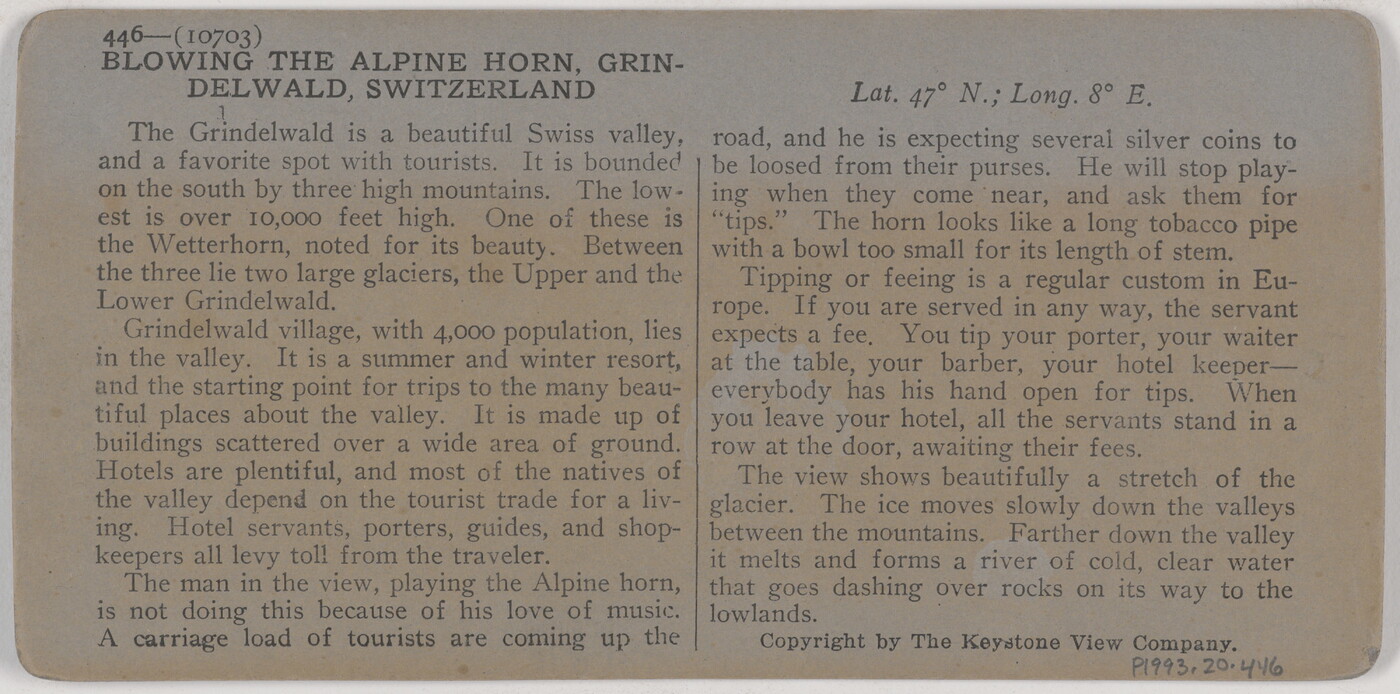 446—(10703)
BLOWING THE ALPINE HORN, GRIN-
DELWALD, SWITZERLAND
The Grindelwald is a beautiful Swiss valley,
and a favorite spot with tourists. It is bounded
on the south by three high mountains. The low-
est is over 10,000 feet high. One of these is
the Wetterhorn, noted for its beauty. Between
the three lie two large glaciers, the Upper and the
Lower Grindelwald.
Grindelwald village, with 4,000 population, lies
in the valley. It is a summer and winter resort,
and the starting point for trips to the many beau-
tiful places about the valley. It is made up of
buildings scattered over a wide area of ground.
Hotels are plentiful, and most of the natives of
the valley depend on the tourist trade for a liv-
ing. Hotel servants, porters, guides, and shop-
keepers all levy toll from the traveler.
The man in the view, playing the Alpine horn,
is not doing this because of his love of music.
A carriage load of tourists are coming up the
Lat. 47° N.; Long. 8° E.
road, and he is expecting several silver coins to
be loosed from their purses. He will stop play-
ing when they come near, and ask them for
"tips." The horn looks like a long tobacco pipe
with a bowl too small for its length of stem.
Tipping or feeing is a regular custom in Eu-
rope. If you are served in any way, the servant
expects a fee. You tip your porter, your waiter
at the table, your barber, your hotel keeper—
everybody has his hand open for tips. When
you leave your hotel, all the servants stand in a
row at the door, awaiting their fees.
The view shows beautifully a stretch of the
glacier. The ice moves slowly down the valleys
between the mountains. Farther down the valley
it melts and forms a river of cold, clear water
that goes dashing over rocks on its way to the
lowlands.
Copyright by The Keystone View Company.
P1993.20.446